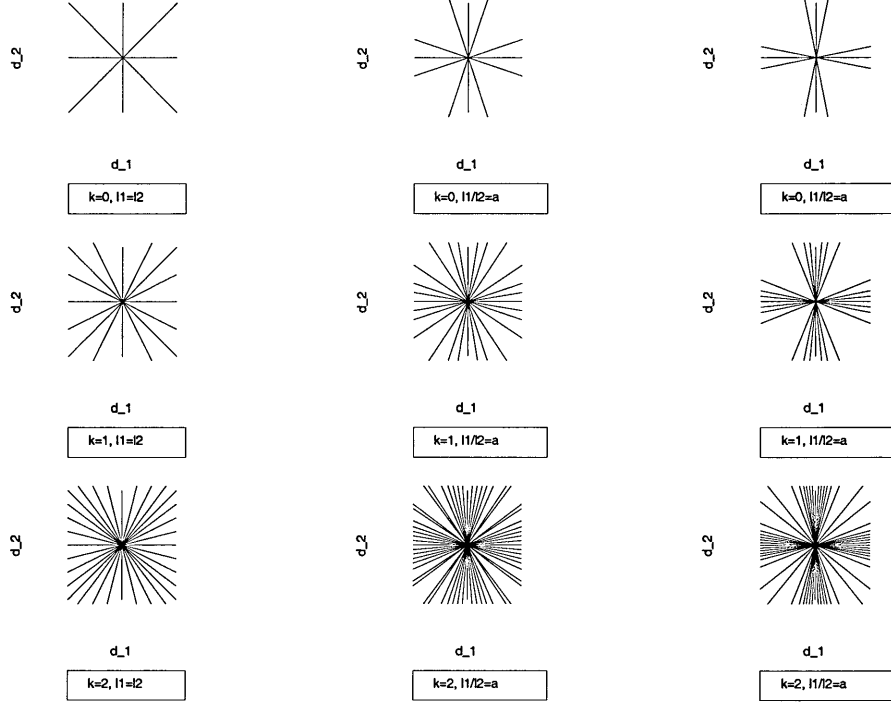 d_2
d_2
d_2
d_1
d_1
d_1
k=0, l1=l2
k=0, l1/l2=a
k=0, l1/l2=a
d_2
d_2
d_2
d_1
d_1
d_1
k=1, l1=l2
k=1, l1/l2=a
k=1, l1/l2=a
d_2
d_2
d_2
d_1
d_1
d_1
k=2, l1=l2
k=2, l1/l2=a
k=2, l1/l2=a